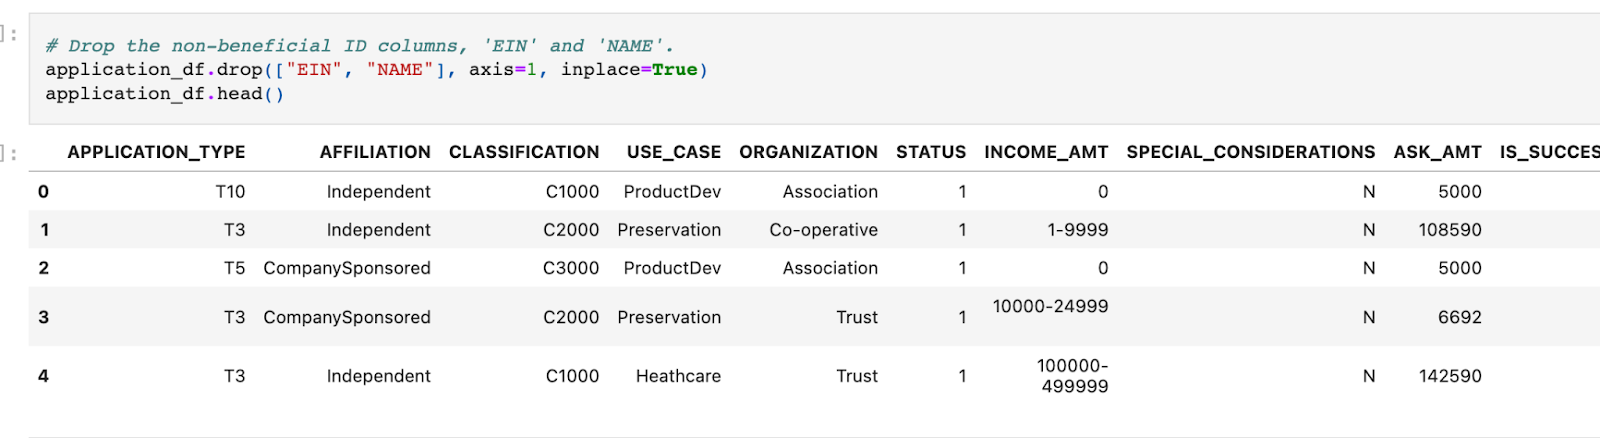 ]:
# Drop the non-beneficial ID columns, 'EIN' and 'NAME'.
application_df.drop(["EIN", "NAME"], axis=1, inplace=True)
application_df.head()
]:
APPLICATION_TYPE AFFILIATION CLASSIFICATION USE_CASE ORGANIZATION STATUS INCOME_AMT SPECIAL_CONSIDERATIONS ASK_AMT IS_SUCCES
0 T10 Independent C1000 ProductDev Association 1 0 N 5000
1 T3 Independent C2000 Preservation Co-operative 1 1-9999 N 108590
2 T5 CompanySponsored C3000 ProductDev Association 1 0 N 5000
3 T3 CompanySponsored C2000 Preservation Trust 1 10000-24999 N 6692
4 T3 Independent C1000 Heathcare Trust 1 100000-
499999 N 142590